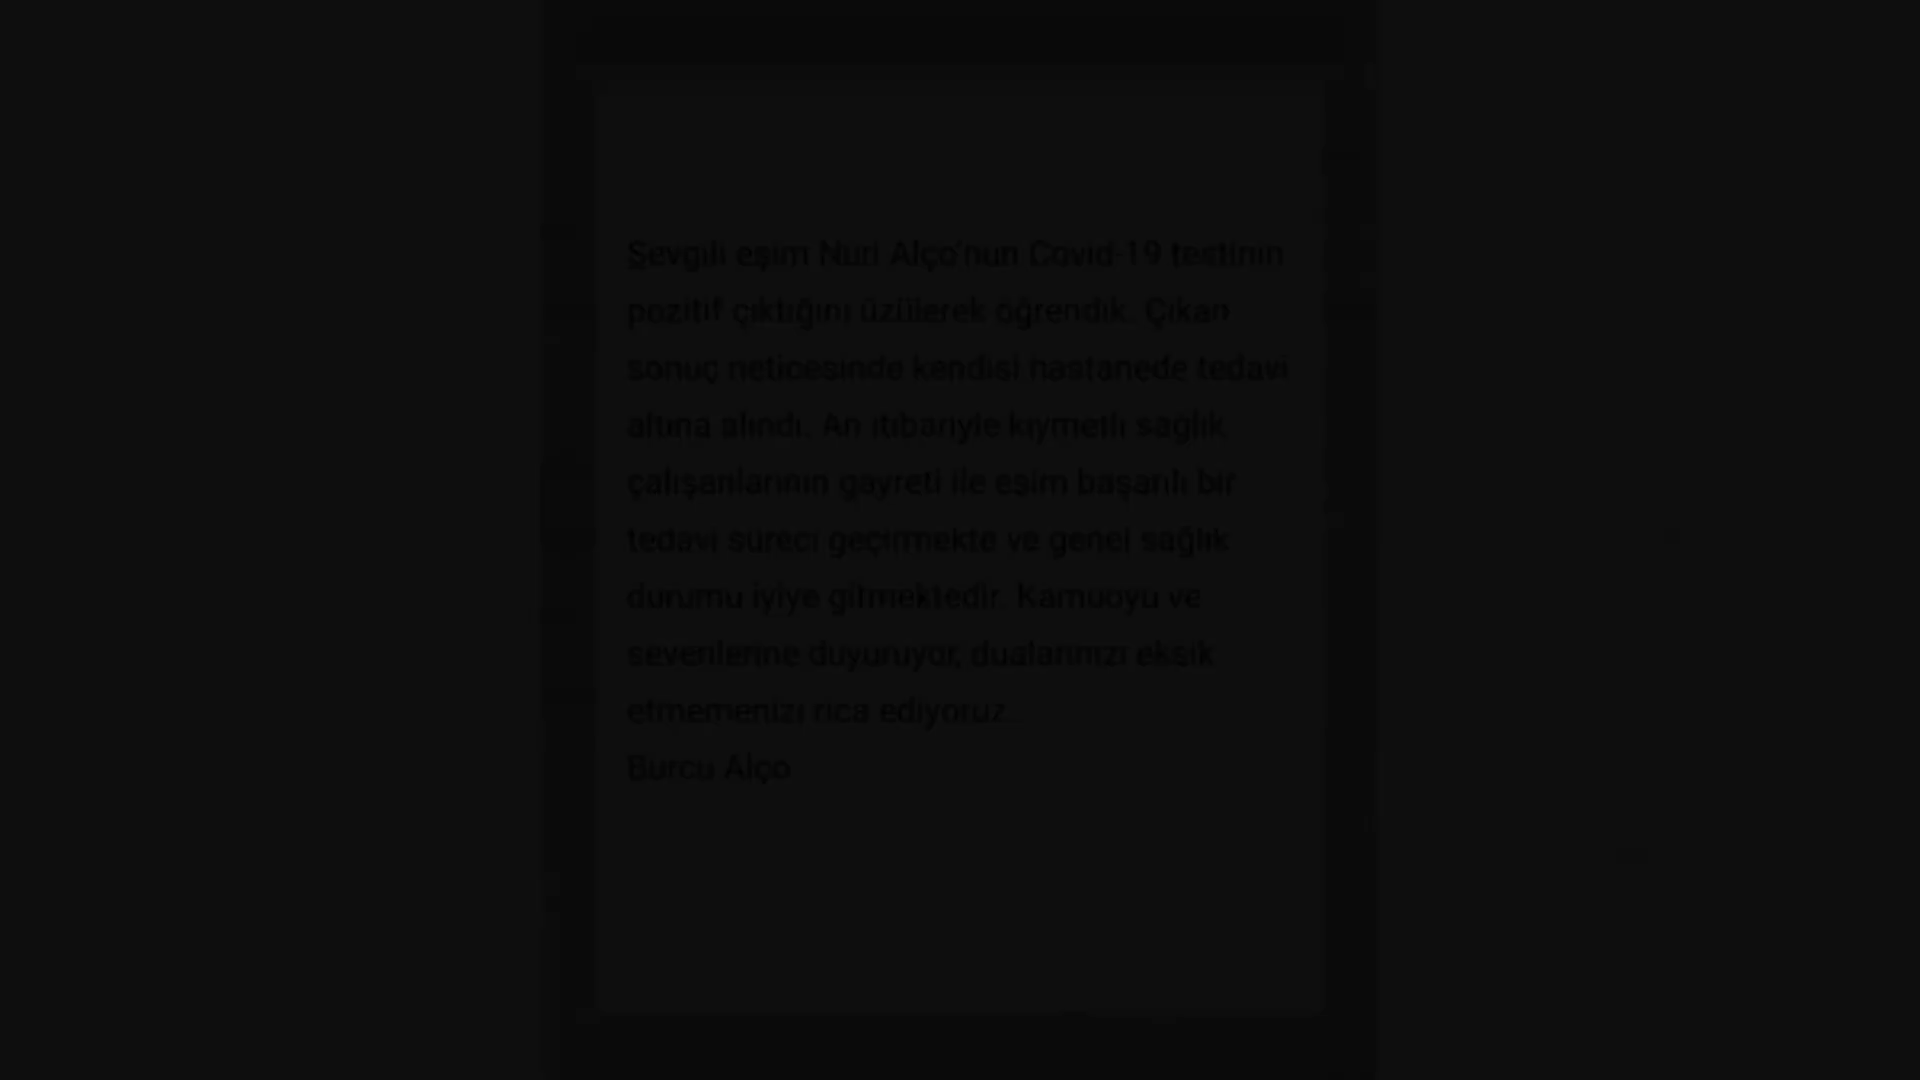 Sevgili eşim Nuri Alço'nun Covid-19 testinin
pozitif çıktığını üzülerek öğrendik. Çıkan
sonuç neticesinde kendisi hastanede tedavi
altına alındı. An itibariyle kıymetli sağlık
çalışanlarının gayreti ile eşim başarılı bir
tedavi süreci geçirmekte ve genel sağlık
durumu iyiye gitmektedir. Kamuoyu ve
sevenlerine duyuruyor, dualarınızı eksik
etmemenizi rica ediyoruz.
Burcu Alço